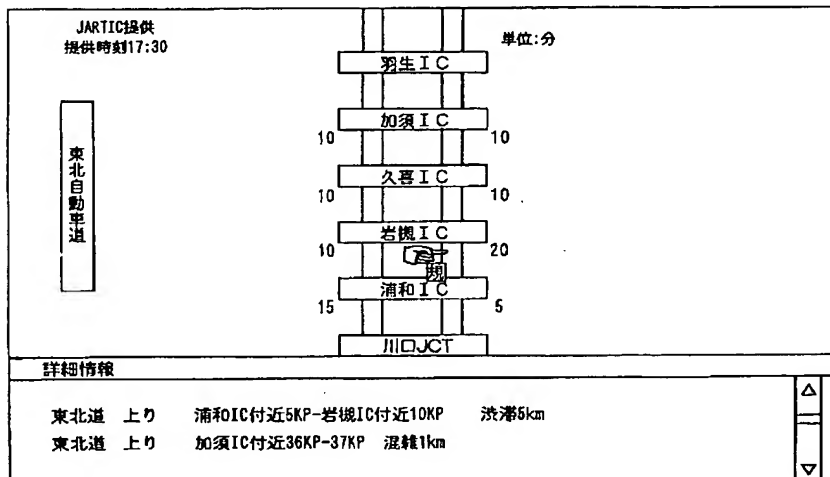 JARTIC提供
提供時刻17:30
単位:分
東北自動車道
羽生IC
加須IC
10
10
久喜IC
10
10
岩槻IC
10
20
規
浦和IC
15
5
川口JCT
詳細情報
東北道 上り 浦和IC付近5KP-岩槻IC付近10KP 渋滞5km
東北道 上り 加須IC付近36KP-37KP 混雑1km